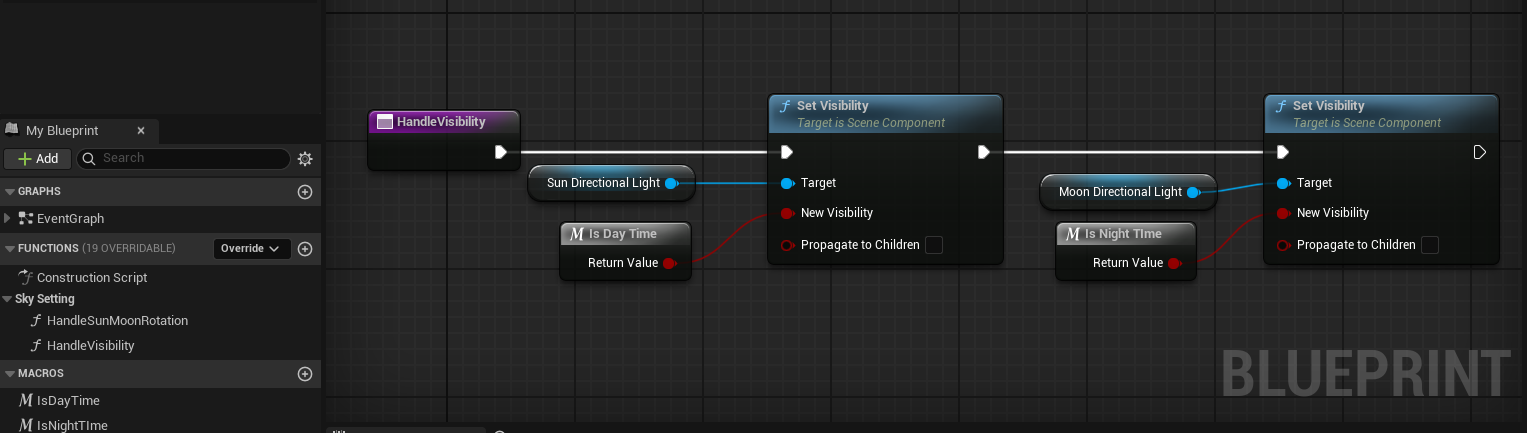 My Blueprint ×
+ Add
Search
GRAPHS
EventGraph
FUNCTIONS (19 OVERRIDABLE)
Override
Construction Script
Sky Setting
HandleSunMoonRotation
HandleVisibility
MACROS
IsDayTime
IsNightTIme
HandleVisibility
Sun Directional Light
Is Day Time
Return Value
Set Visibility
Target is Scene Component
Target
New Visibility
Propagate to Children
Moon Directional Light
Is Night TIme
Return Value
Set Visibility
Target is Scene Component
Target
New Visibility
Propagate to Children
BLUEPRINT